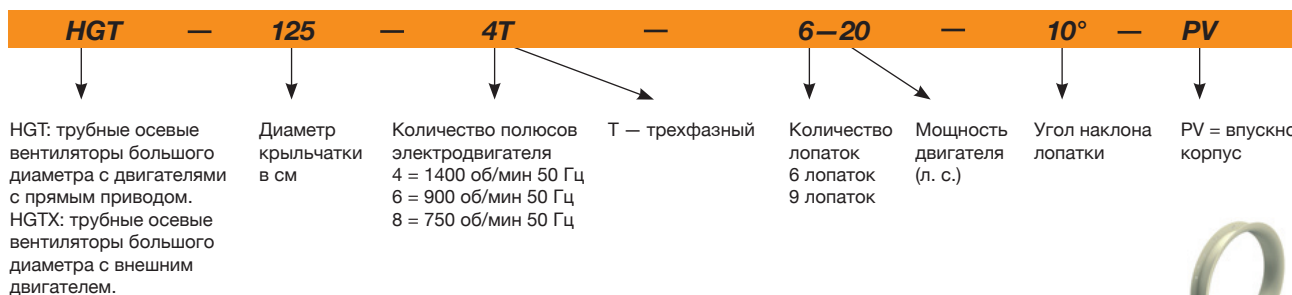 HGT — 125 — 4T — 6—20 — 10° — PV
HGT: трубные осевые
вентиляторы большого
диаметра с двигателями
с прямым приводом.
HGTX: трубные осевые
вентиляторы большого
диаметра с внешним
двигателем.
Диаметр
крыльчатки
в см
Количество полюсов
электродвигателя
4 = 1400 об/мин 50 Гц
6 = 900 об/мин 50 Гц
8 = 750 об/мин 50 Гц
T — трехфазный
Количество
лопаток
6 лопаток
9 лопаток
Мощность
двигателя
(л. с.)
Угол наклона
лопатки
PV = впускно
корпус